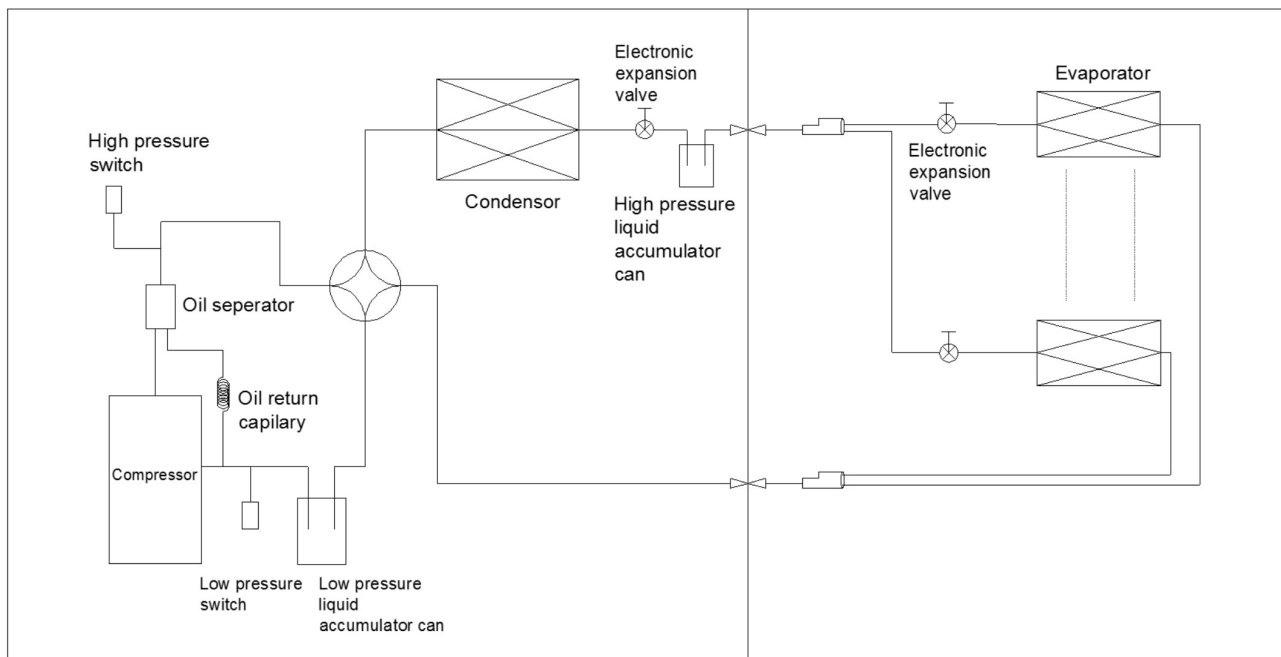 Electronic
expansion
valve
Evaporator
High pressure
switch
Electronic
expansion
valve
Condensor
High pressure
liquid
accumulator
can
Oil seperator
Oil return
capilary
Compressor
Low pressure
switch
Low pressure
liquid
accumulator can